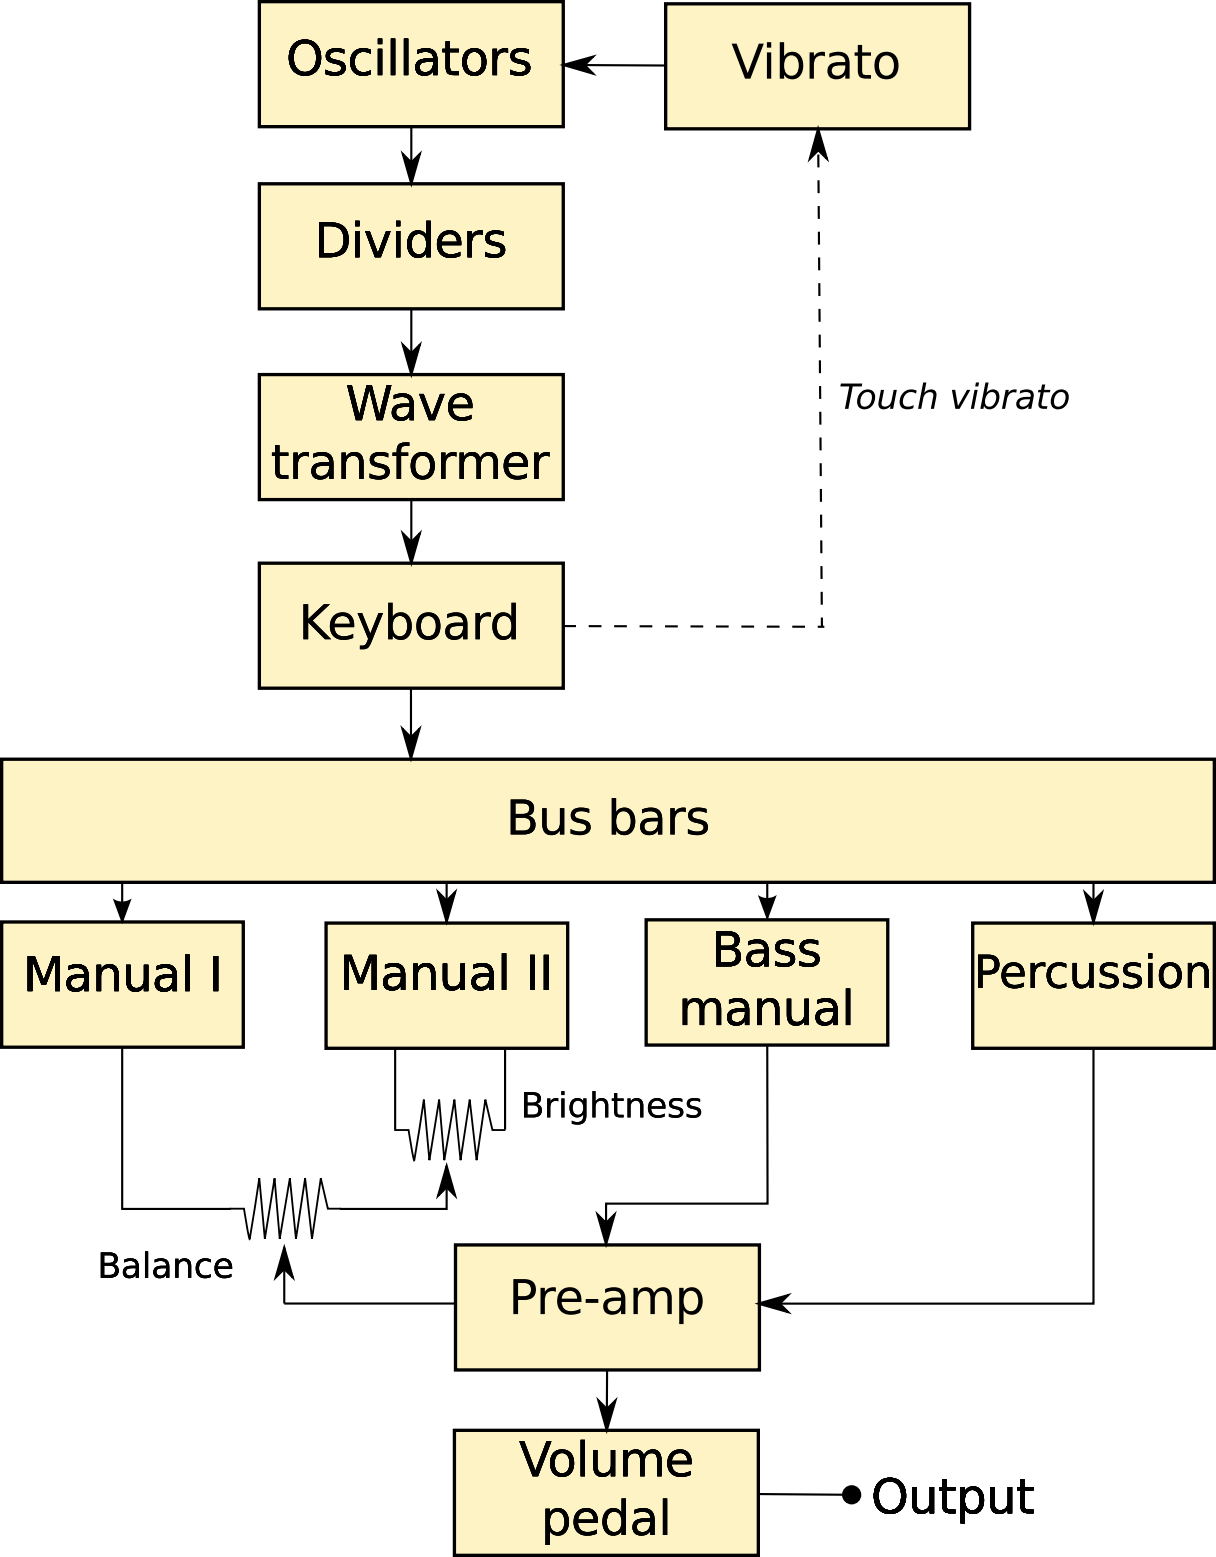 Oscillators
Vibrato
Dividers
Wave
transformer
Touch vibrato
Keyboard
Bus bars
Manual I
Manual II
Bass
manual
Percussion
Brightness
Balance
Pre-amp
Volume
pedal
Output